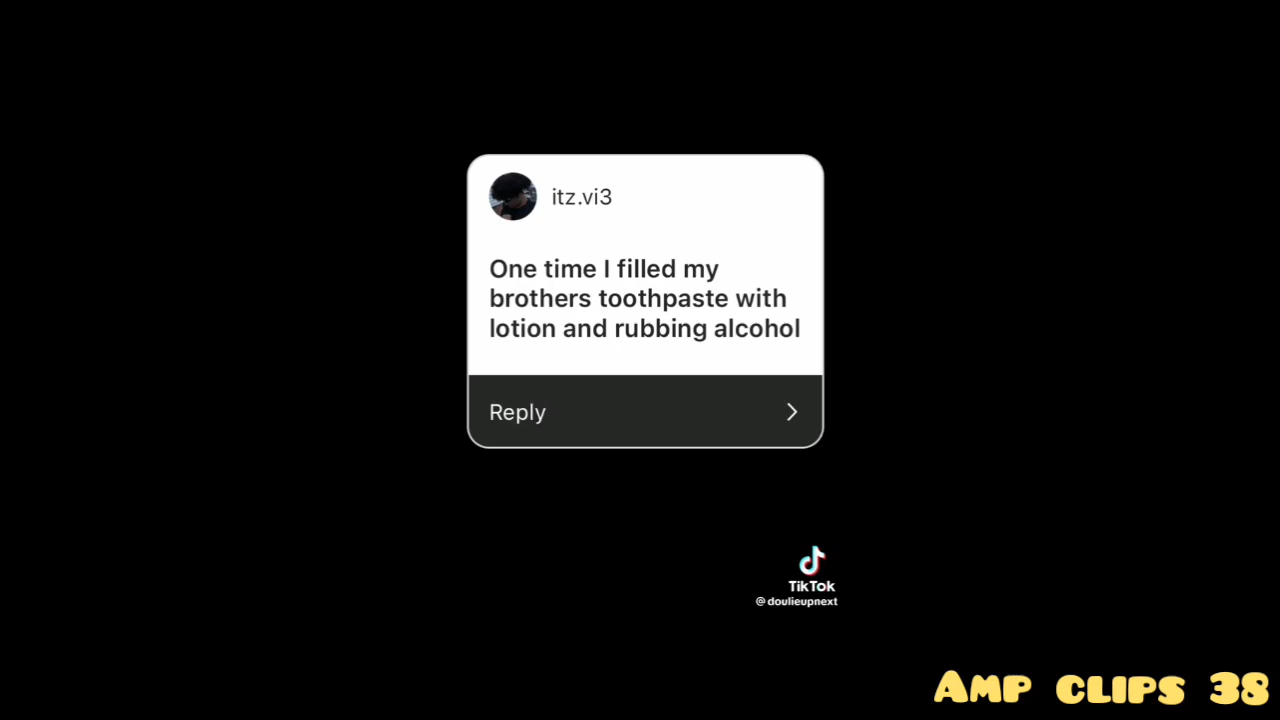 itz.vi3
One time I filled my
brothers toothpaste with
lotion and rubbing alcohol
Reply
TikTok
@doulieupnext
Amp clips 38